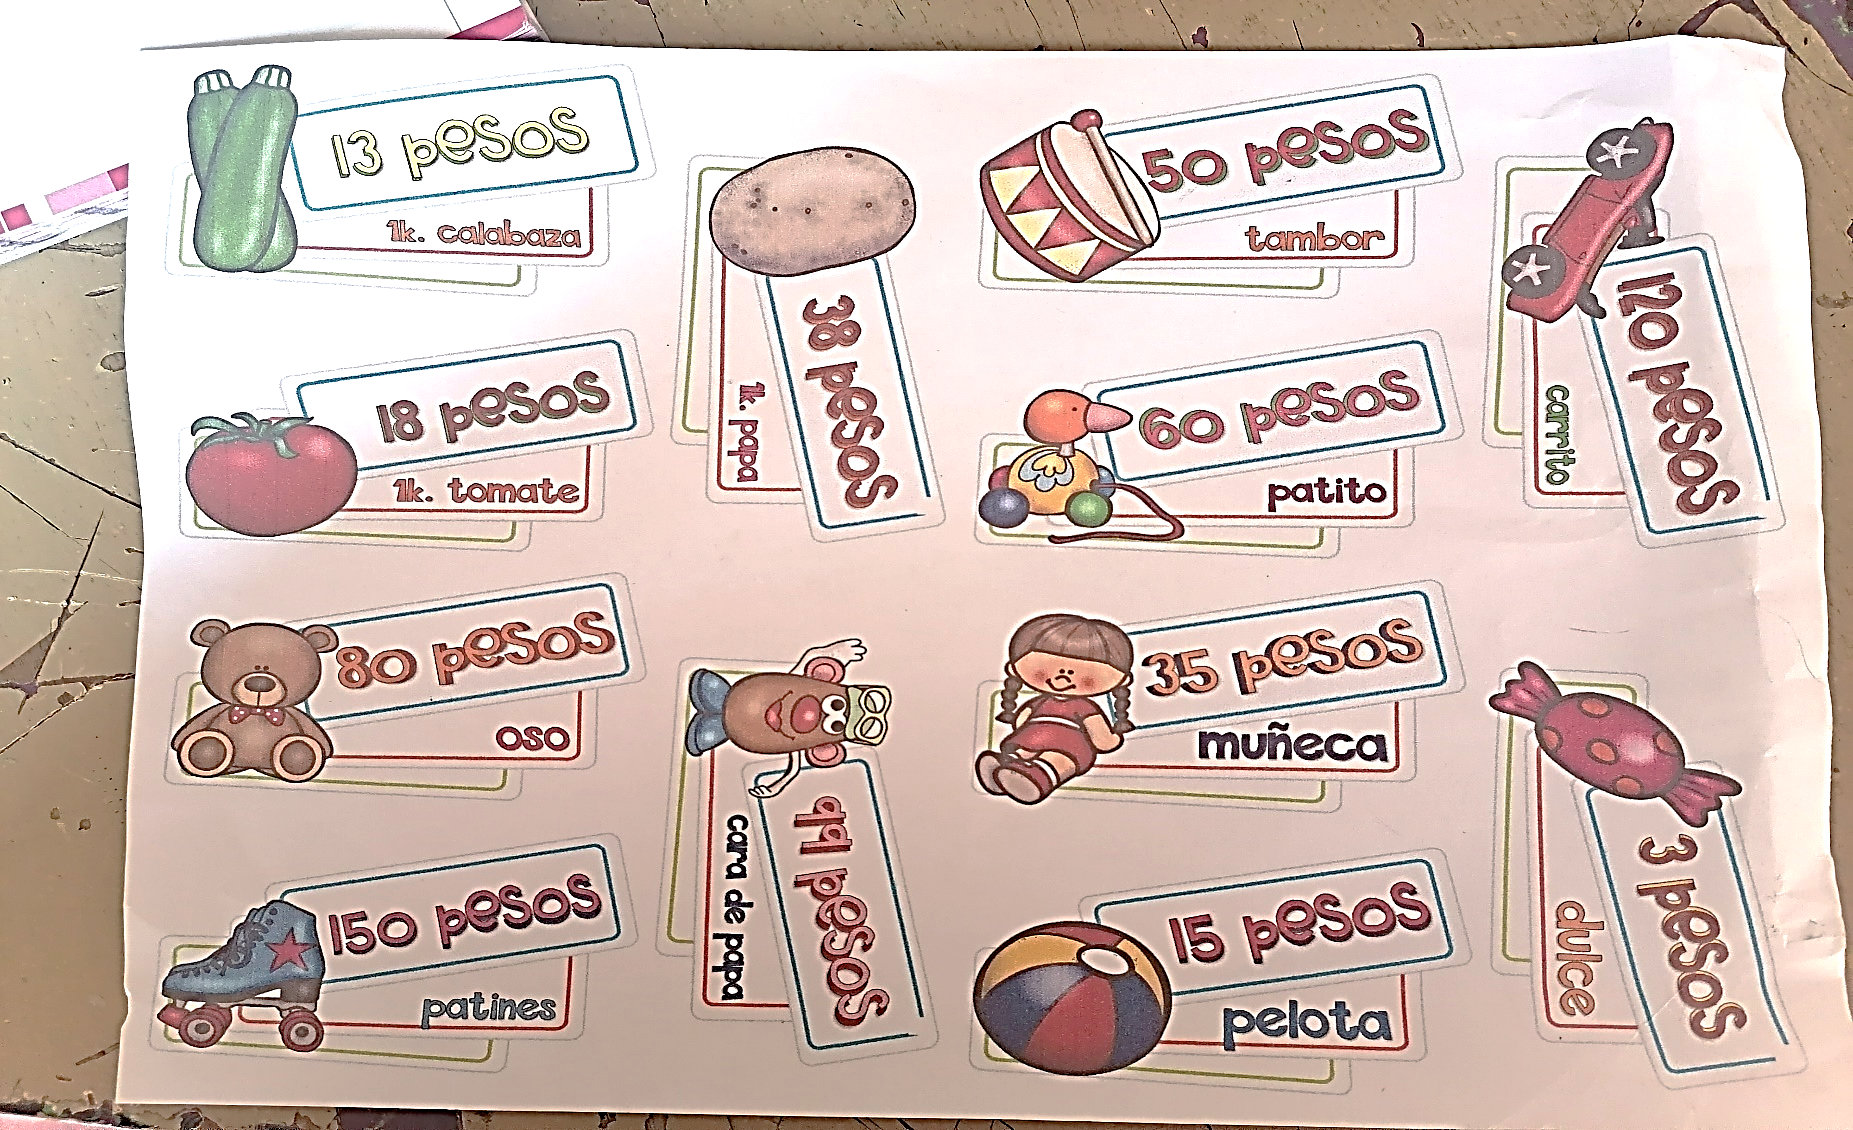 13 pesos
1k. calabaza
38 pesos
1k. papa
50 pesos
tambor
120 pesos
carrito
18 pesos
1k. tomate
60 pesos
patito
80 pesos
oso
99 pesos
cara de papa
35 pesos
muñeca
3 pesos
dulce
150 pesos
patines
15 pesos
pelota